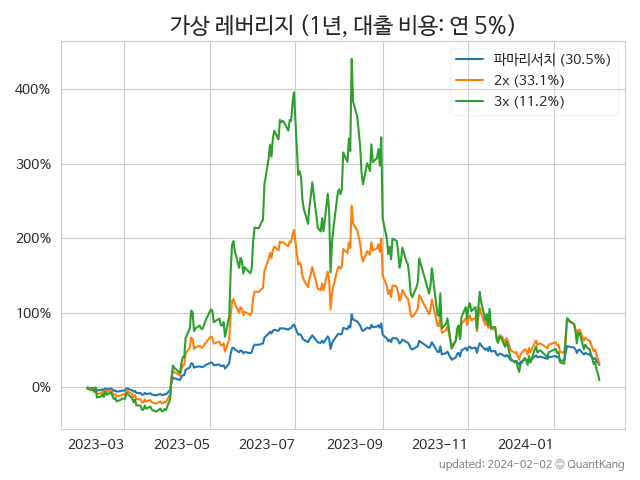 가상 레버리지 (1년, 대출 비용: 연 5%)
파마리서치 (30.5%)
2x (33.1%)
3x (11.2%)
400%
300%
200%
100%
0%
2023-03 2023-05 2023-07 2023-09 2023-11 2024-01
updated: 2024-02-02 © QuantKang